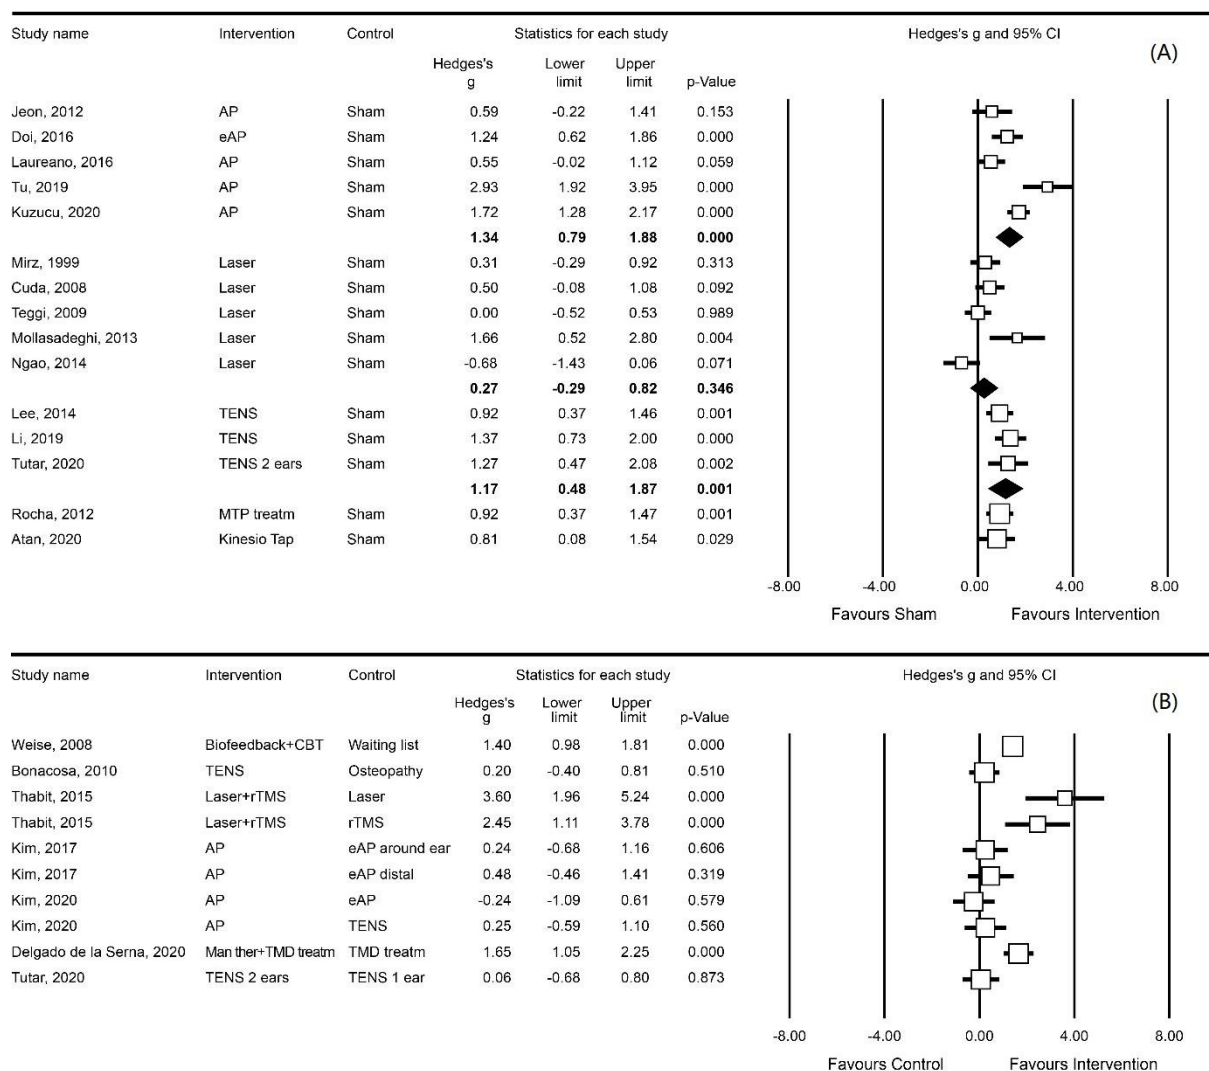 Study name Intervention Control Statistics for each study Hedges's g and 95% CI
(A)
Hedges's g Lower limit Upper limit p-Value
Jeon, 2012 AP Sham 0.59 -0.22 1.41 0.153
Doi, 2016 eAP Sham 1.24 0.62 1.86 0.000
Laureano, 2016 AP Sham 0.55 -0.02 1.12 0.059
Tu, 2019 AP Sham 2.93 1.92 3.95 0.000
Kuzucu, 2020 AP Sham 1.72 1.28 2.17 0.000
1.34 0.79 1.88 0.000
Mirz, 1999 Laser Sham 0.31 -0.29 0.92 0.313
Cuda, 2008 Laser Sham 0.50 -0.08 1.08 0.092
Teggi, 2009 Laser Sham 0.00 -0.52 0.53 0.989
Mollasadeghi, 2013 Laser Sham 1.66 0.52 2.80 0.004
Ngao, 2014 Laser Sham -0.68 -1.43 0.06 0.071
0.27 -0.29 0.82 0.346
Lee, 2014 TENS Sham 0.92 0.37 1.46 0.001
Li, 2019 TENS Sham 1.37 0.73 2.00 0.000
Tutar, 2020 TENS 2 ears Sham 1.27 0.47 2.08 0.002
1.17 0.48 1.87 0.001
Rocha, 2012 MTP treatm Sham 0.92 0.37 1.47 0.001
Atan, 2020 Kinesio Tap Sham 0.81 0.08 1.54 0.029
-8.00 -4.00 0.00 4.00 8.00
Favours Sham Favours Intervention
Study name Intervention Control Statistics for each study Hedges's g and 95% CI
(B)
Hedges's g Lower limit Upper limit p-Value
Weise, 2008 Biofeedback+CBT Waiting list 1.40 0.98 1.81 0.000
Bonacosa, 2010 TENS Osteopathy 0.20 -0.40 0.81 0.510
Thabit, 2015 Laser+rTMS Laser 3.60 1.96 5.24 0.000
Thabit, 2015 Laser+rTMS rTMS 2.45 1.11 3.78 0.000
Kim, 2017 AP eAP around ear 0.24 -0.68 1.16 0.606
Kim, 2017 AP eAP distal 0.48 -0.46 1.41 0.319
Kim, 2020 AP eAP -0.24 -1.09 0.61 0.579
Kim, 2020 AP TENS 0.25 -0.59 1.10 0.560
Delgado de la Serna, 2020 Man ther+TMD treatm TMD treatm 1.65 1.05 2.25 0.000
Tutar, 2020 TENS 2 ears TENS 1 ear 0.06 -0.68 0.80 0.873
-8.00 -4.00 0.00 4.00 8.00
Favours Control Favours Intervention